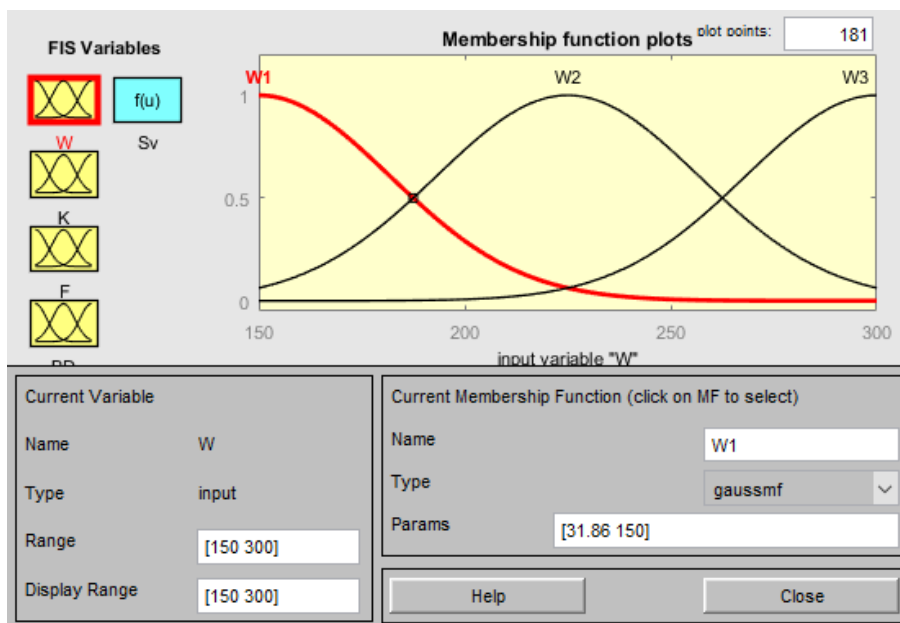 FIS Variables
Membership function plots
plot points:
181
f(u)
W
Sv
K
F
W1
W2
W3
1
0.5
0
150
200
250
300
input variable "W"
Current Variable
Name
W
Type
input
Range
[150 300]
Display Range
[150 300]
Current Membership Function (click on MF to select)
Name
W1
Type
gaussmf
Params
[31.86 150]
Help
Close